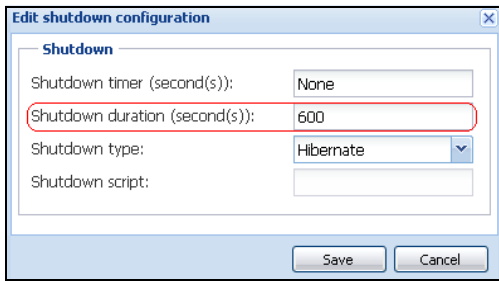 Edit shutdown configuration
Shutdown
Shutdown timer (second(s)): None
Shutdown duration (second(s)): 600
Shutdown type: Hibernate
Shutdown script:
Save Cancel